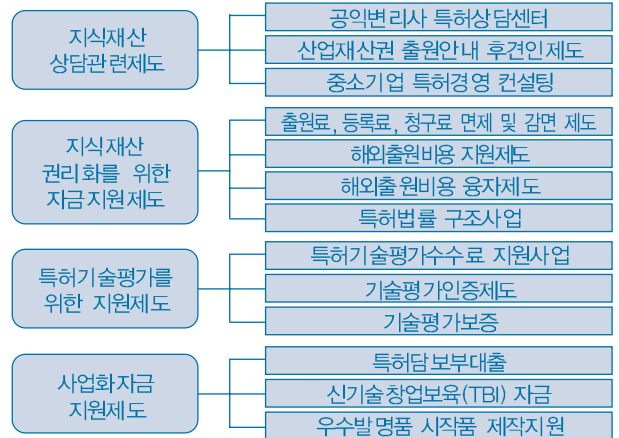 지식재산
상담관련제도
공익변리사 특허상담센터
산업재산권 출원안내 후견인제도
중소기업 특허경영 컨설팅
지식재산
권리화를 위한
자금지원제도
출원료, 등록료, 청구료 면제 및 감면 제도
해외출원비용 지원제도
해외출원비용 융자제도
특허법률 구조사업
특허기술평가를
위한 지원제도
특허기술평가수수료 지원사업
기술평가인증제도
기술평가보증
사업화자금
지원제도
특허담보부대출
신기술창업보육(TBI) 자금
우수발명품 시작품 제작지원